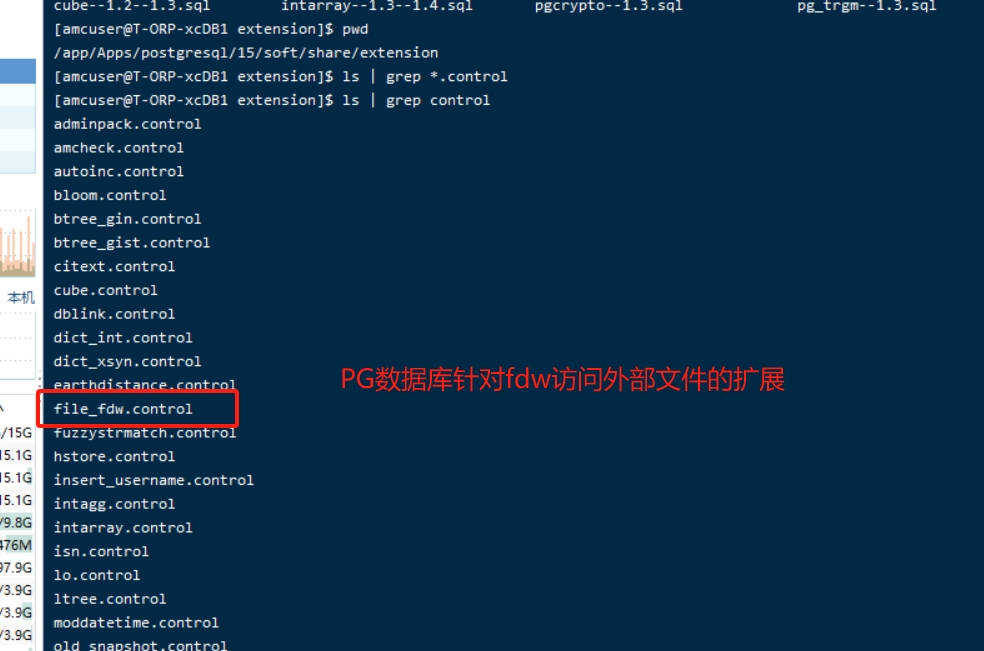 cube--1.2--1.3.sql intarray--1.3--1.4.sql pgcrypto--1.3.sql pg_trgm--1.3.sql
[amcuser@T-ORP-xcDB1 extension]$ pwd
/app/Apps/postgresql/15/soft/share/extension
[amcuser@T-ORP-xcDB1 extension]$ ls | grep *.control
[amcuser@T-ORP-xcDB1 extension]$ ls | grep control
adminpack.control
amcheck.control
autoinc.control
bloom.control
btree_gin.control
btree_gist.control
citext.control
cube.control
本机
dblink.control
dict_int.control
dict_xsyn.control
earthdistance.control
PG数据库针对fdw访问外部文件的扩展
file_fdw.control
/15G
fuzzystrmatch.control
15.1G
hstore.control
15.1G
insert_username.control
15.1G
intagg.control
/9.8G
intarray.control
476M
isn.control
97.9G
lo.control
/3.9G
ltree.control
/3.9G
moddatetime.control
/3.9G
old_snapshot.control